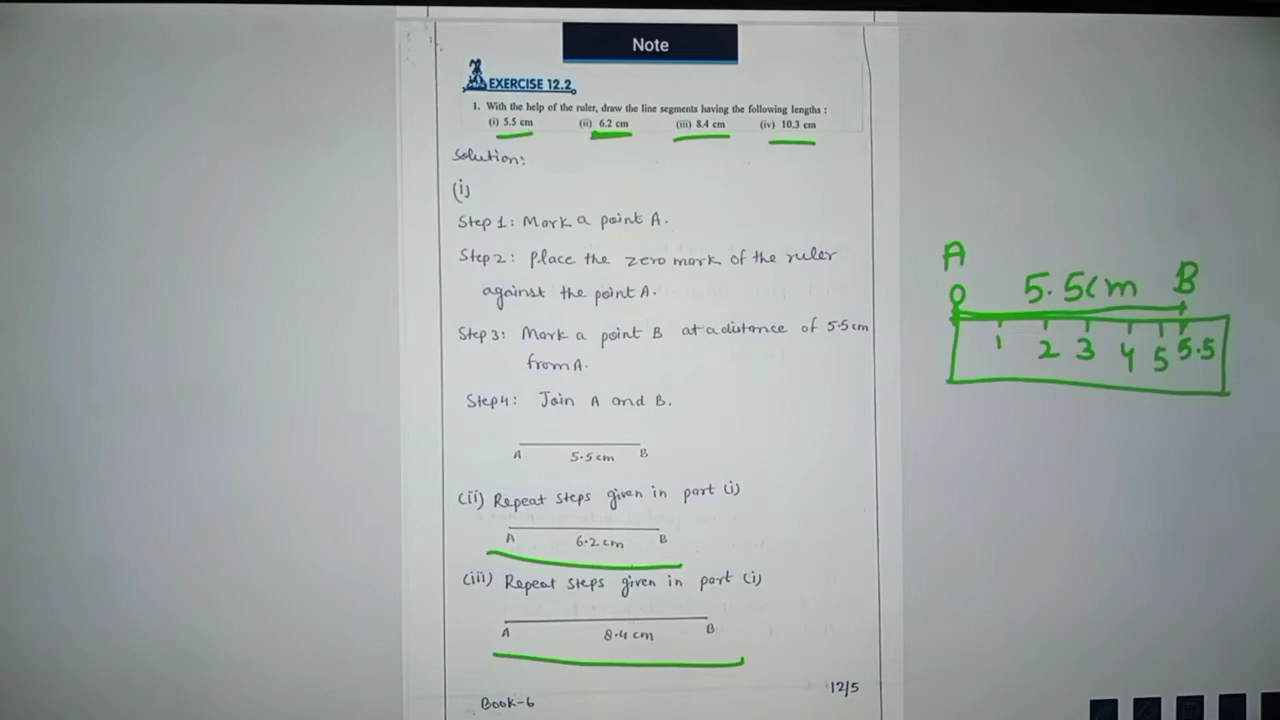 Note
EXERCISE 12.2
1. With the help of the ruler, draw the line segments having the following lengths :
(i) 5.5 cm (ii) 6.2 cm (iii) 8.4 cm (iv) 10.3 cm
Solution:
(i)
Step 1: Mark a point A.
Step 2: Place the zero mark of the ruler
against the point A.
Step 3: Mark a point B at a distance of 5.5cm
from A.
Step 4: Join A and B.
A 5.5cm B
(ii) Repeat steps given in part (i)
A 6.2 cm B
(iii) Repeat steps given in part (i)
A 8.4 cm B
Book-6
12/5
A
0 5.5cm B
1 2 3 4 5 5.5